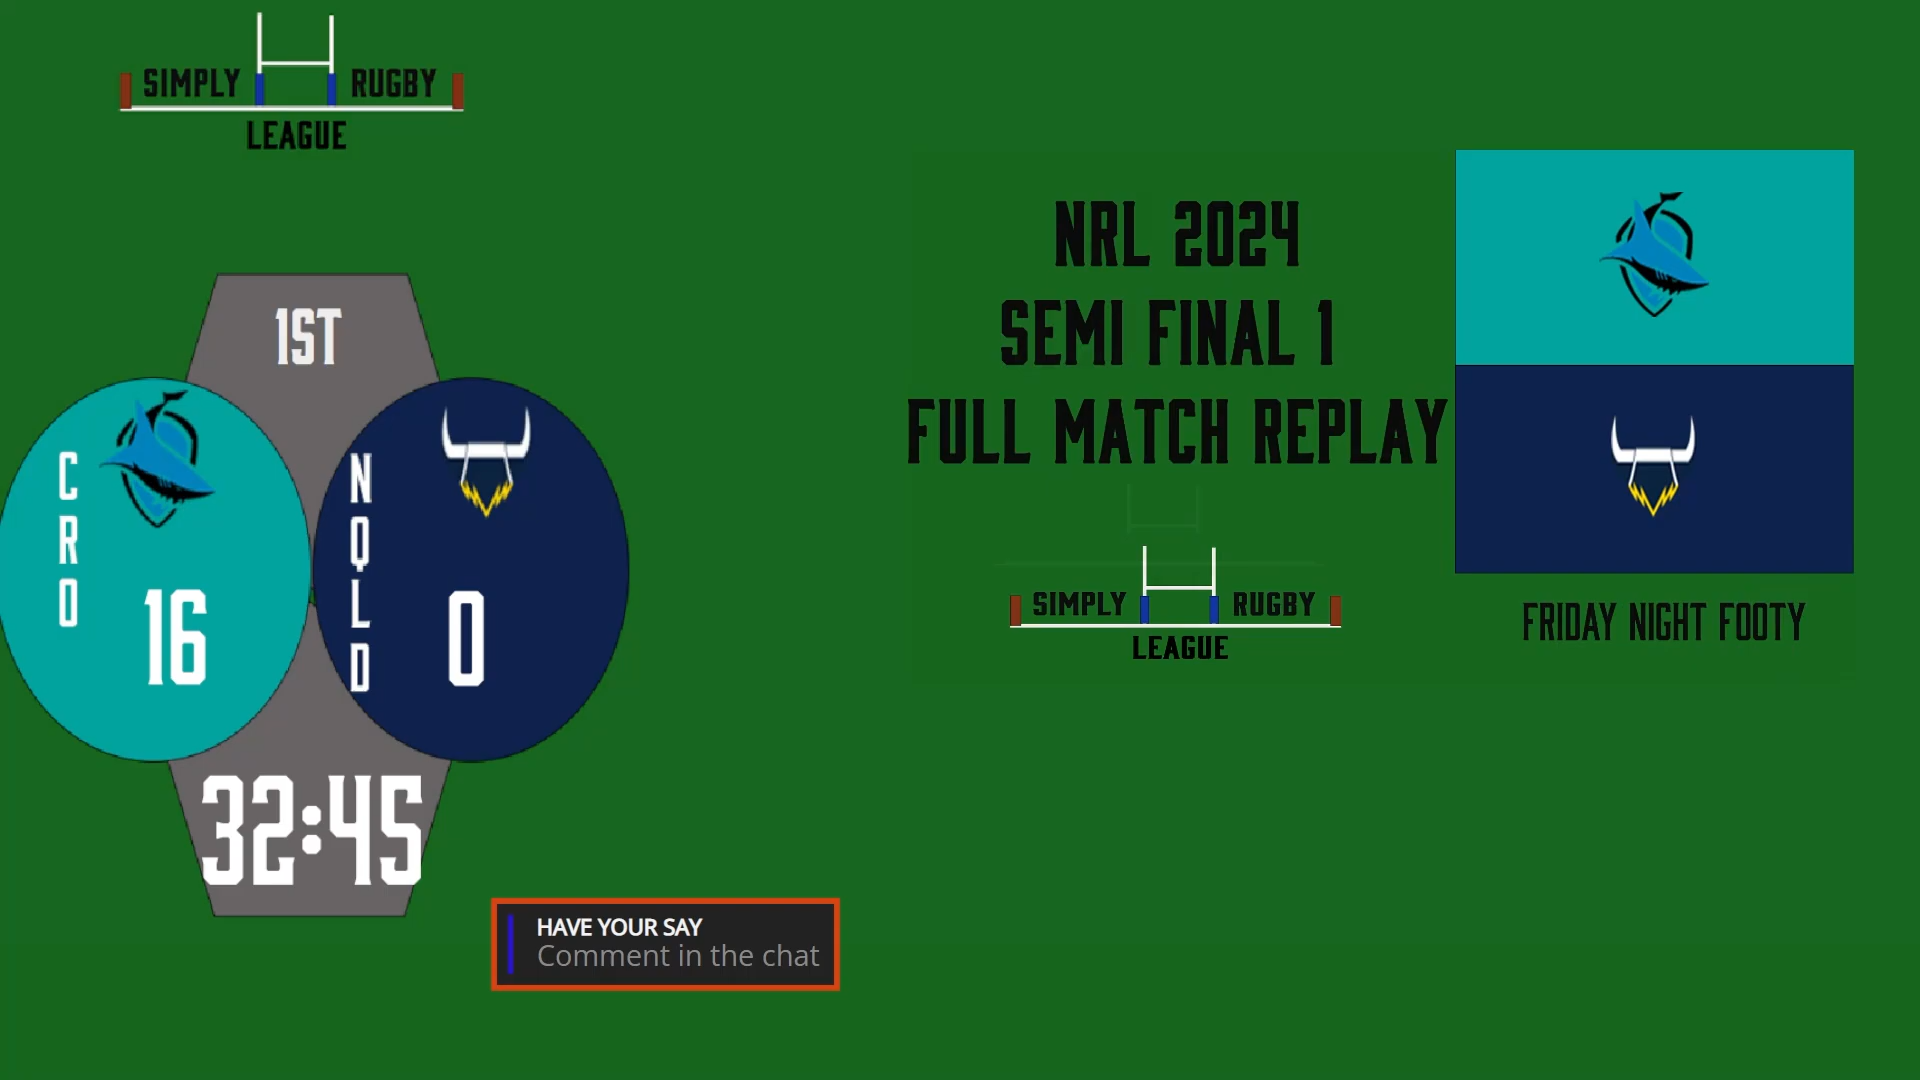 SIMPLY RUGBY
LEAGUE
1ST
CRO
16
NQLD
0
32:45
HAVE YOUR SAY
Comment in the chat
NRL 2024
SEMI FINAL 1
FULL MATCH REPLAY
SIMPLY RUGBY
LEAGUE
FRIDAY NIGHT FOOTY